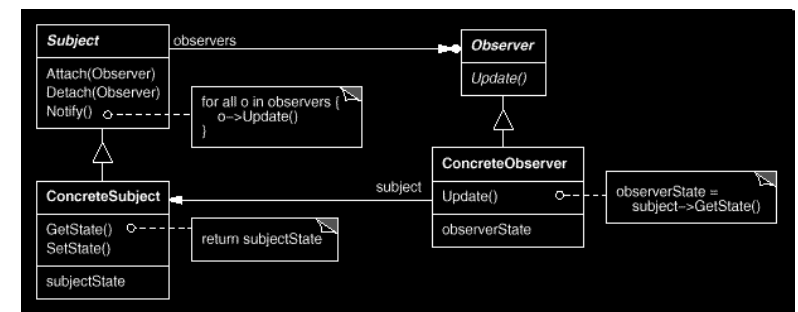 Subject
observers
Observer
Attach(Observer)
Detach(Observer)
Notify()
Update()
for all o in observers {
o–>Update()
}
ConcreteSubject
GetState()
SetState()
subjectState
return subjectState
subject
ConcreteObserver
Update()
observerState
observerState =
subject–>GetState()